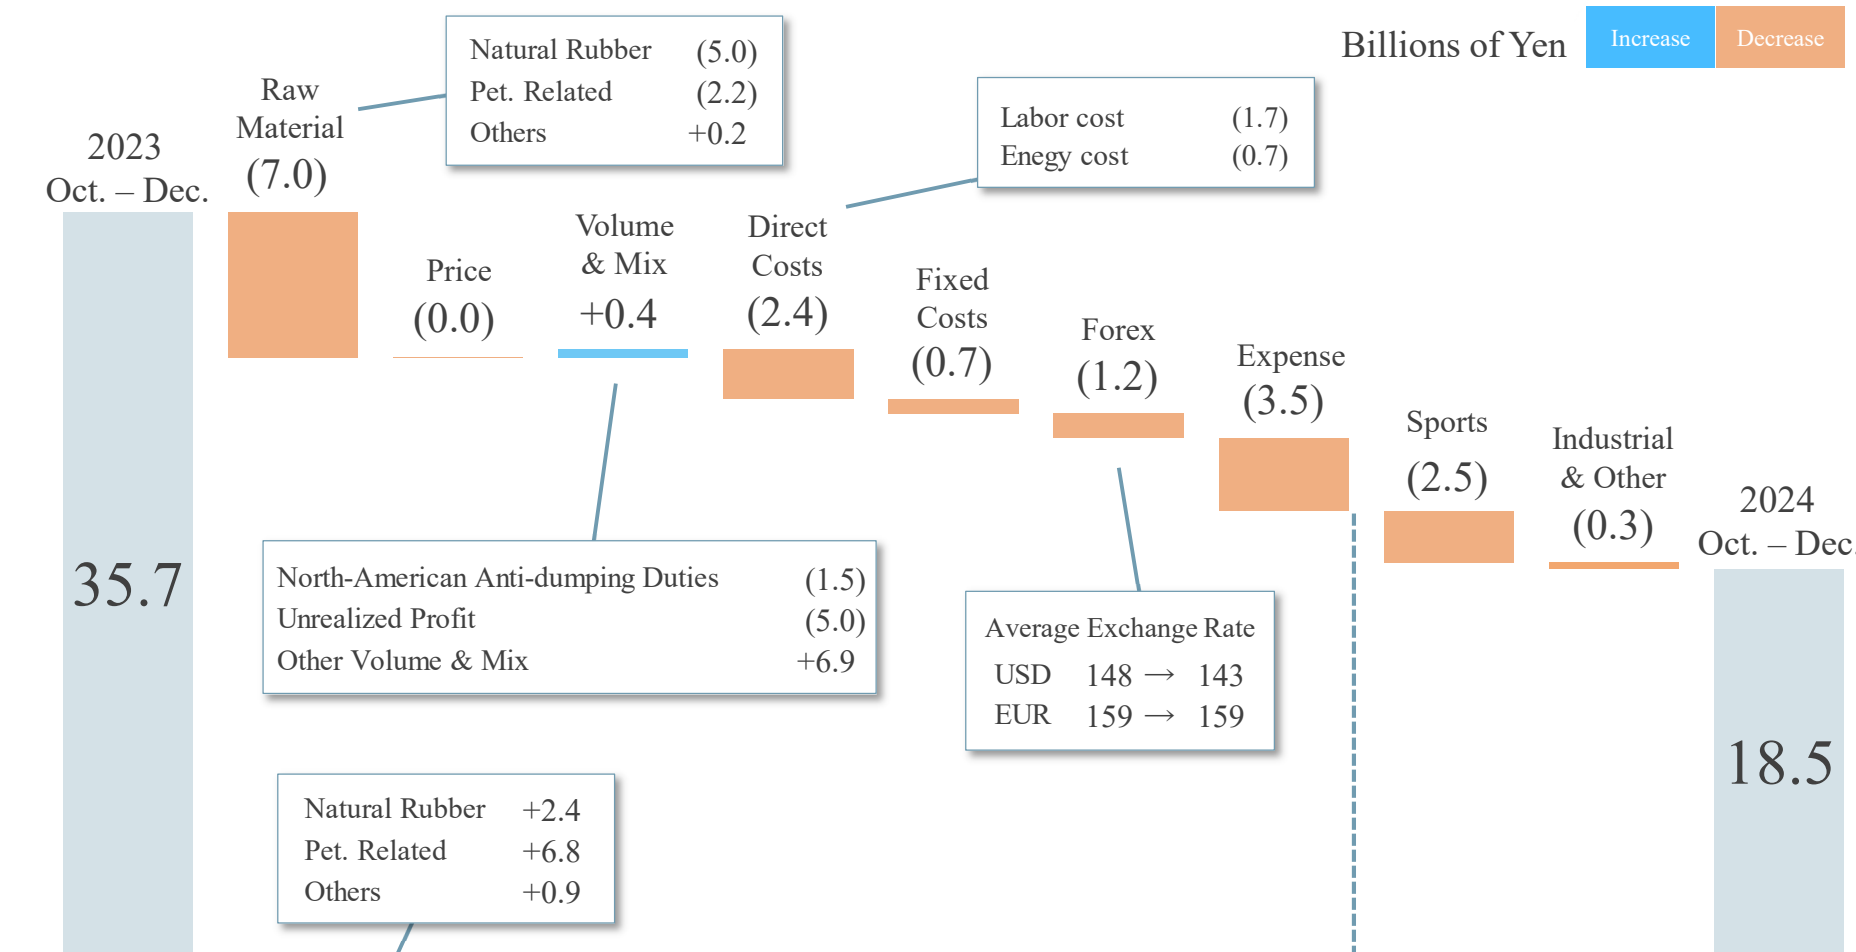 Billions of Yen
Increase
Decrease
Natural Rubber (5.0)
Pet. Related (2.2)
Others +0.2
Labor cost (1.7)
Enegy cost (0.7)
2023
Oct. – Dec.
35.7
Raw
Material
(7.0)
Price
(0.0)
Volume
& Mix
+0.4
Direct
Costs
(2.4)
Fixed
Costs
(0.7)
Forex
(1.2)
Expense
(3.5)
Sports
(2.5)
Industrial
& Other
(0.3)
2024
Oct. – Dec.
18.5
North-American Anti-dumping Duties (1.5)
Unrealized Profit (5.0)
Other Volume & Mix +6.9
Average Exchange Rate
USD 148 → 143
EUR 159 → 159
Natural Rubber +2.4
Pet. Related +6.8
Others +0.9